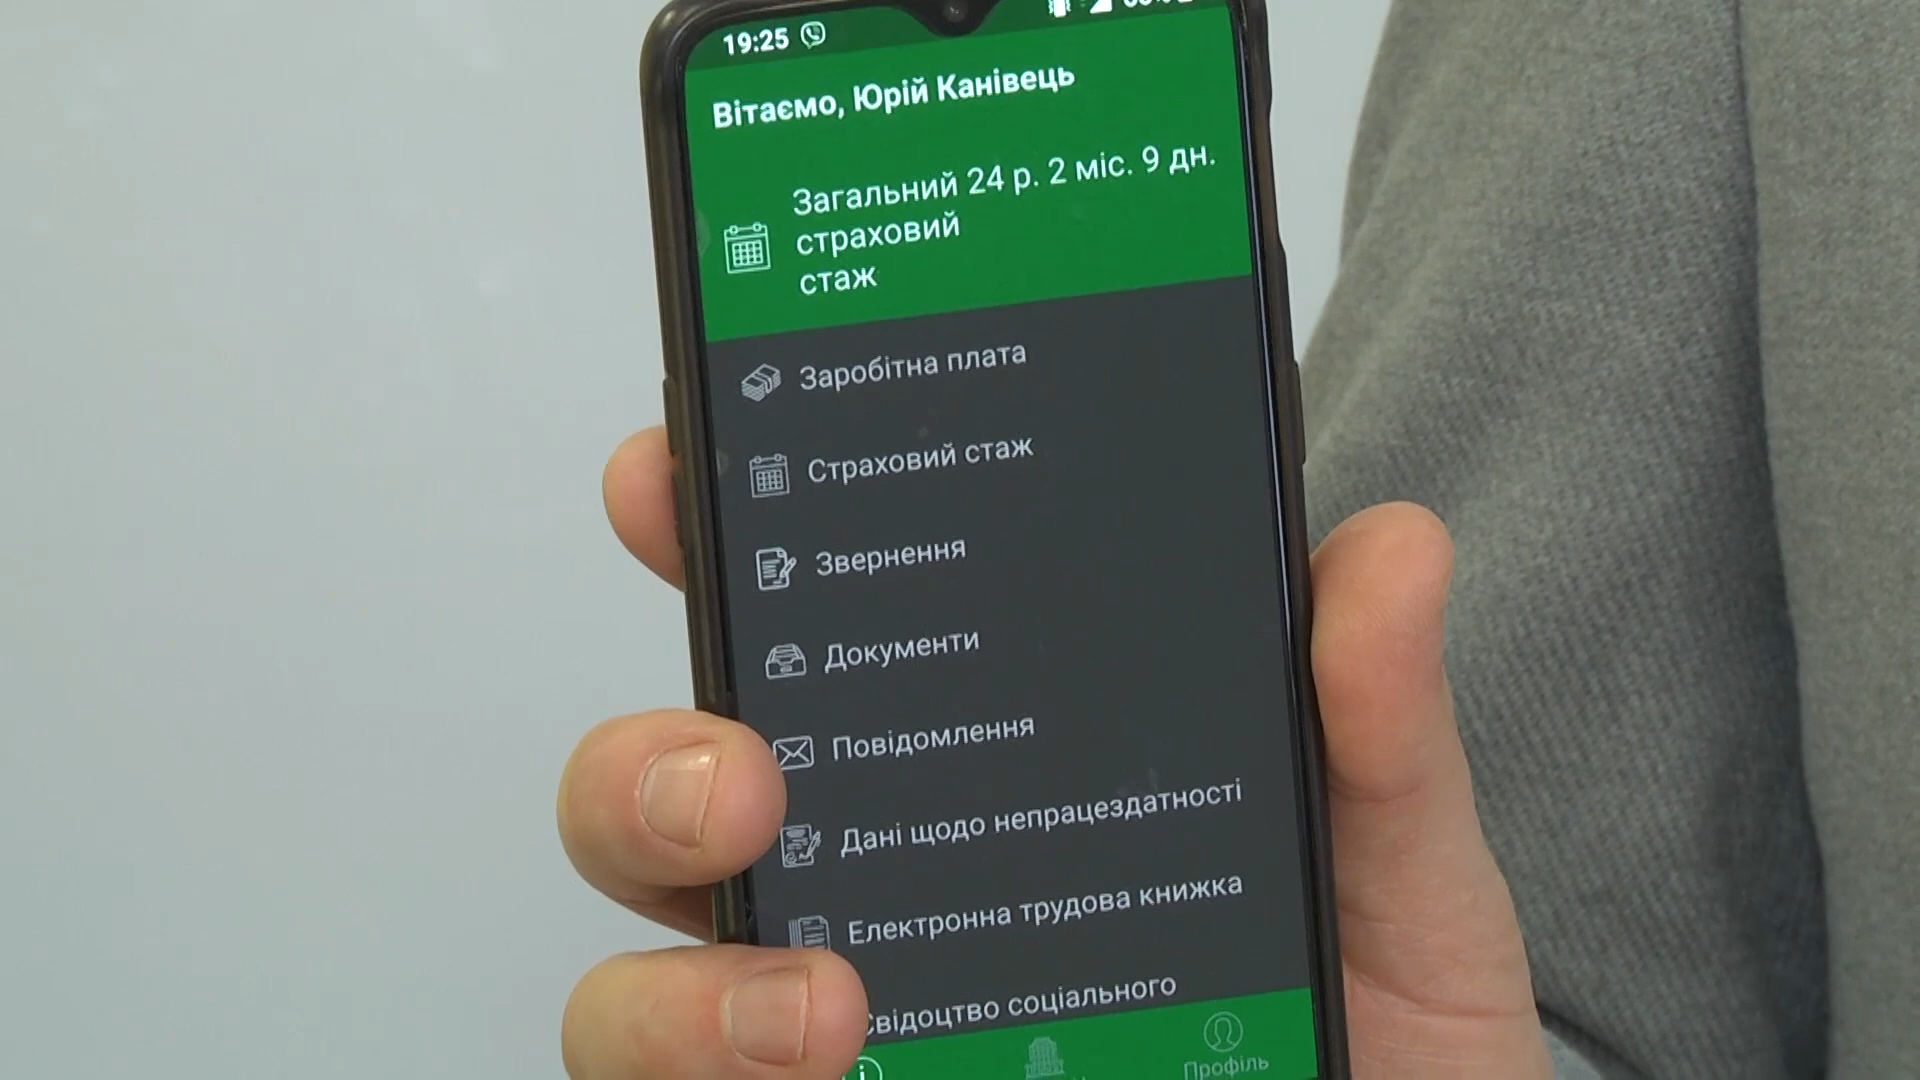 19:25
Вітаємо, Юрій Канівець
Загальний 24 р. 2 міс. 9 дн.
страховий
стаж
Заробітна плата
Страховий стаж
Звернення
Документи
Повідомлення
Дані щодо непрацездатності
Електронна трудова книжка
Свідоцтво соціального
Профіль